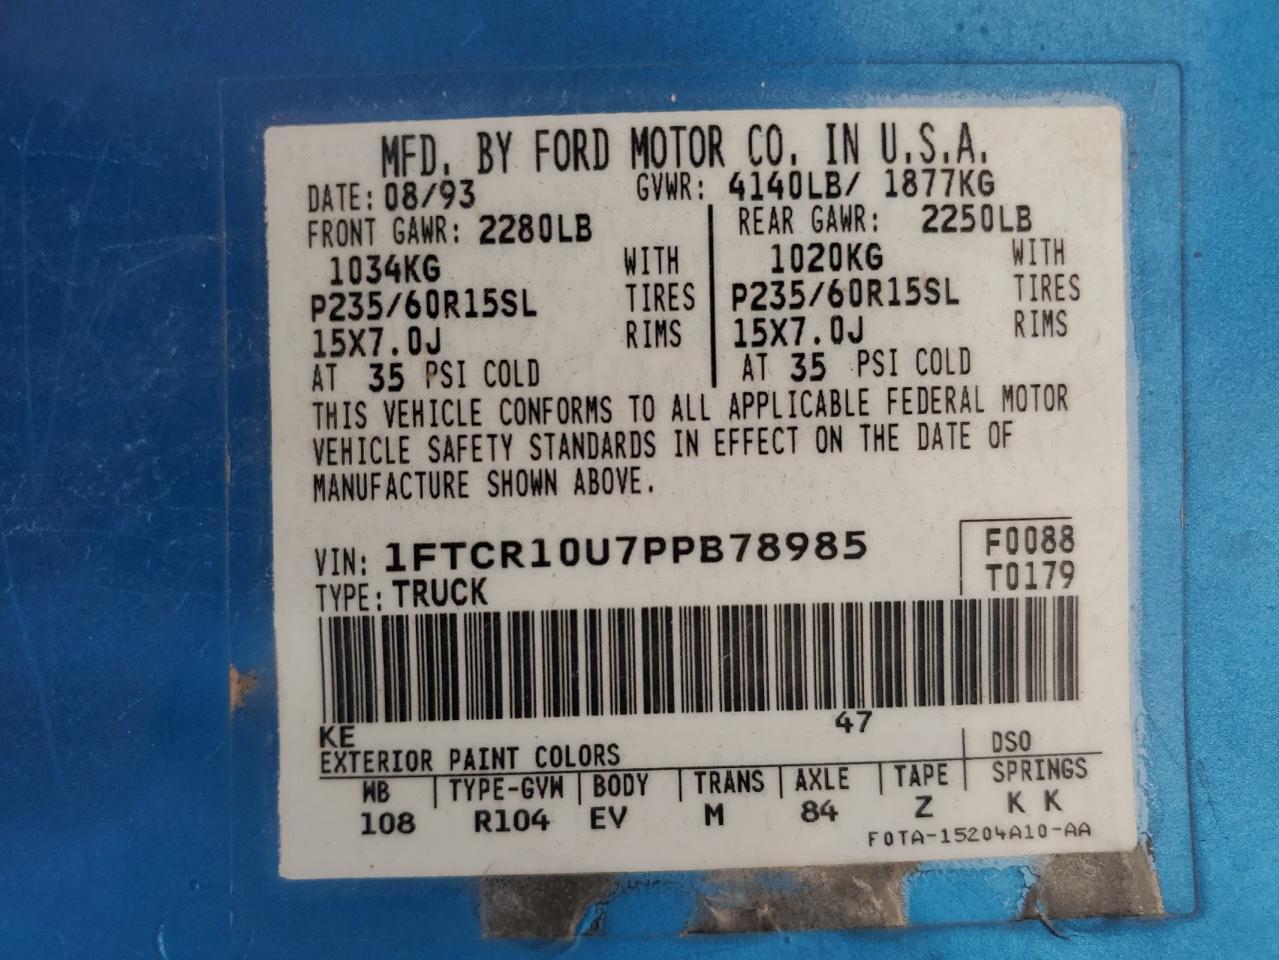 MFD. BY FORD MOTOR CO. IN U.S.A.
DATE: 08/93 GVWR: 4140LB/ 1877KG
FRONT GAWR: 2280LB REAR GAWR: 2250LB
1034KG WITH 1020KG WITH
P235/60R15SL TIRES P235/60R15SL TIRES
15X7.0J RIMS 15X7.0J RIMS
AT 35 PSI COLD AT 35 PSI COLD
THIS VEHICLE CONFORMS TO ALL APPLICABLE FEDERAL MOTOR
VEHICLE SAFETY STANDARDS IN EFFECT ON THE DATE OF
MANUFACTURE SHOWN ABOVE.
VIN: 1FTCR10U7PPB78985 F0088
TYPE: TRUCK T0179
KE 47
EXTERIOR PAINT COLORS DSO
WB TYPE-GVW BODY TRANS AXLE TAPE SPRINGS
108 R104 EV M 84 Z K K
F0TA-15204A10-AA